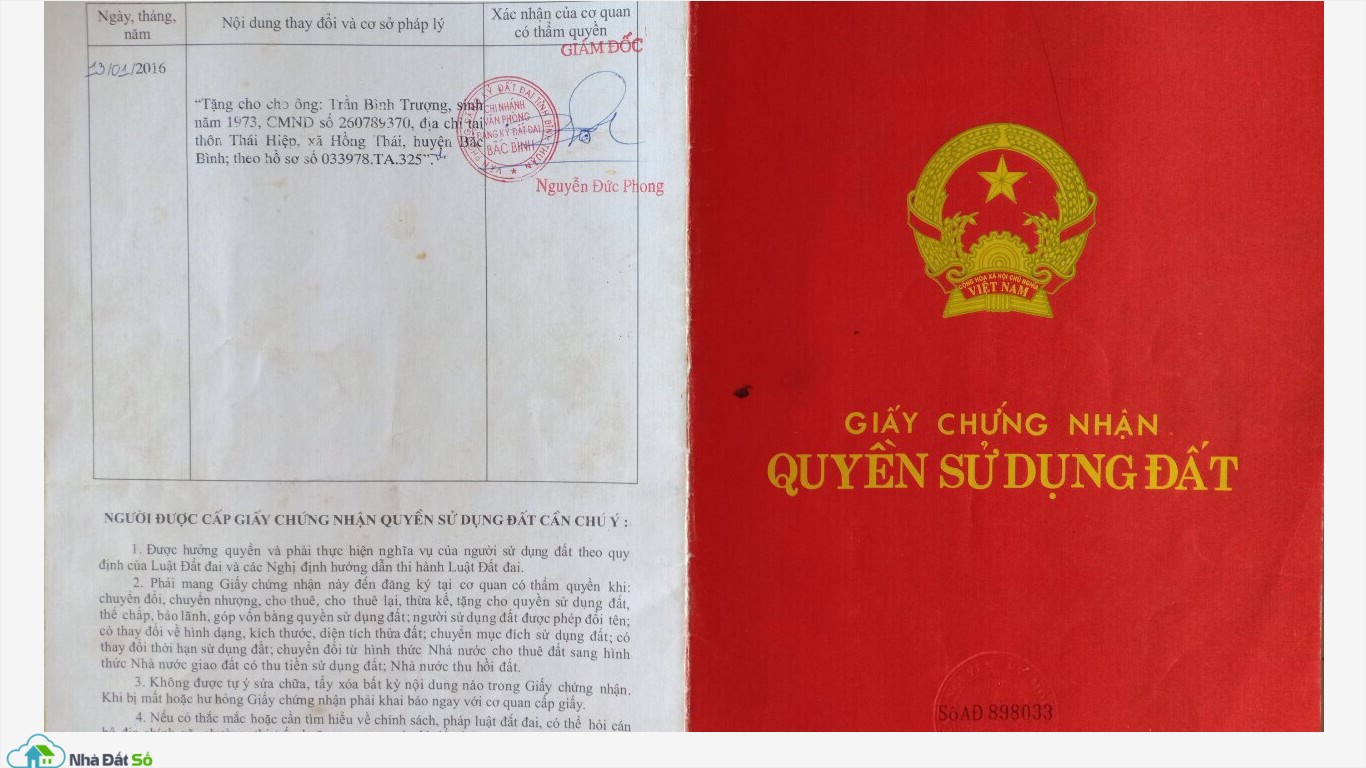 Ngày, tháng,
năm
Nội dung thay đổi và cơ sở pháp lý
Xác nhận của cơ quan
có thẩm quyền
GIÁM ĐỐC
13/01/2016
“Tặng cho cho ông: Trần Bình Trượng, sinh
năm 1973, CMND số 260789370, địa chỉ tại
thôn Thái Hiệp, xã Hồng Thái, huyện Bắc
Bình; theo hồ sơ số 033978.TA.325”.
CHI NHÁNH
VĂN PHÒNG
ĐĂNG KÝ ĐẤT ĐAI
BẮC BÌNH
Nguyễn Đức Phong
NGƯỜI ĐƯỢC CẤP GIẤY CHỨNG NHẬN QUYỀN SỬ DỤNG ĐẤT CẦN CHÚ Ý :
1. Được hưởng quyền và phải thực hiện nghĩa vụ của người sử dụng đất theo quy
định của Luật Đất đai và các Nghị định hướng dẫn thi hành Luật Đất đai.
2. Phải mang Giấy chứng nhận này đến đăng ký tại cơ quan có thẩm quyền khi:
chuyển đổi, chuyển nhượng, cho thuê, cho thuê lại, thừa kế, tặng cho quyền sử dụng đất,
thế chấp, bảo lãnh, góp vốn bằng quyền sử dụng đất; người sử dụng đất được phép đổi tên;
có thay đổi về hình dạng, kích thước, diện tích thửa đất; chuyển mục đích sử dụng đất; có
thay đổi thời hạn sử dụng đất; chuyển đổi từ hình thức Nhà nước cho thuê đất sang hình
thức Nhà nước giao đất có thu tiền sử dụng đất; Nhà nước thu hồi đất.
3. Không được tự ý sửa chữa, tẩy xóa bất kỳ nội dung nào trong Giấy chứng nhận.
Khi bị mất hoặc hư hỏng Giấy chứng nhận phải khai báo ngay với cơ quan cấp giấy.
4. Nếu có thắc mắc hoặc cần tìm hiểu về chính sách, pháp luật đất đai, có thể hỏi cán
CỘNG HÒA XÃ HỘI CHỦ NGHĨA
VIỆT NAM
GIẤY CHỨNG NHẬN
QUYỀN SỬ DỤNG ĐẤT
Số AĐ 898033
Nhà Đất Số